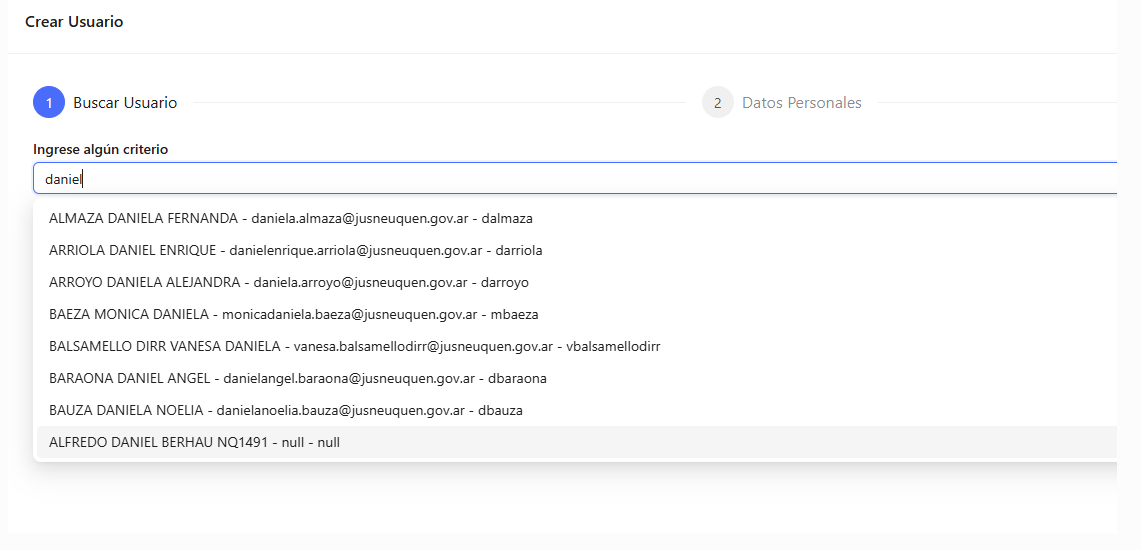 Crear Usuario
1 Buscar Usuario
2 Datos Personales
Ingrese algún criterio
daniel
ALMAZA DANIELA FERNANDA - daniela.almaza@jusneuquen.gov.ar - dalmaza
ARRIOLA DANIEL ENRIQUE - danielenrique.arriola@jusneuquen.gov.ar - darriola
ARROYO DANIELA ALEJANDRA - daniela.arroyo@jusneuquen.gov.ar - darroyo
BAEZA MONICA DANIELA - monicadaniela.baeza@jusneuquen.gov.ar - mbaeza
BALSAMELLO DIRR VANESA DANIELA - vanesa.balsamellodirr@jusneuquen.gov.ar - vbalsamellodirr
BARAONA DANIEL ANGEL - danielangel.baraona@jusneuquen.gov.ar - dbaraona
BAUZA DANIELA NOELIA - danielanoelia.bauza@jusneuquen.gov.ar - dbauza
ALFREDO DANIEL BERHAU NQ1491 - null - null